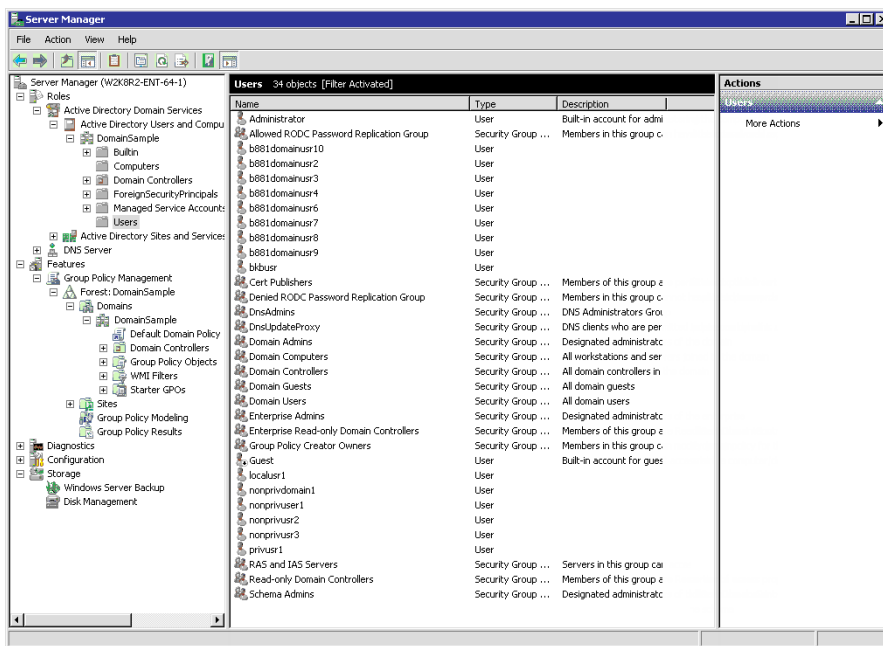 Server Manager
File Action View Help
Server Manager (W2K8R2-ENT-64-1)
Roles
Active Directory Domain Services
Active Directory Users and Compu
DomainSample
Builtin
Computers
Domain Controllers
ForeignSecurityPrincipals
Managed Service Accounts
Users
Active Directory Sites and Services
DNS Server
Features
Group Policy Management
Forest: DomainSample
Domains
DomainSample
Default Domain Policy
Domain Controllers
Group Policy Objects
WMI Filters
Starter GPOs
Sites
Group Policy Modeling
Group Policy Results
Diagnostics
Configuration
Storage
Windows Server Backup
Disk Management
Users 34 objects [Filter Activated]
Name Type Description
Administrator User Built-in account for admi
Allowed RODC Password Replication Group Security Group ... Members in this group c
b881domainusr10 User
b881domainusr2 User
b881domainusr3 User
b881domainusr4 User
b881domainusr6 User
b881domainusr7 User
b881domainusr8 User
b881domainusr9 User
bkbusr User
Cert Publishers Security Group ... Members of this group a
Denied RODC Password Replication Group Security Group ... Members in this group c
DnsAdmins Security Group ... DNS Administrators Grou
DnsUpdateProxy Security Group ... DNS clients who are per
Domain Admins Security Group ... Designated administratc
Domain Computers Security Group ... All workstations and ser
Domain Controllers Security Group ... All domain controllers in
Domain Guests Security Group ... All domain guests
Domain Users Security Group ... All domain users
Enterprise Admins Security Group ... Designated administratc
Enterprise Read-only Domain Controllers Security Group ... Members of this group a
Group Policy Creator Owners Security Group ... Members in this group c
Guest User Built-in account for gues
localusr1 User
nonprivdomain1 User
nonprivuser1 User
nonprivusr2 User
nonprivusr3 User
privusr1 User
RAS and IAS Servers Security Group ... Servers in this group car
Read-only Domain Controllers Security Group ... Members of this group a
Schema Admins Security Group ... Designated administratc
Actions
Users
More Actions